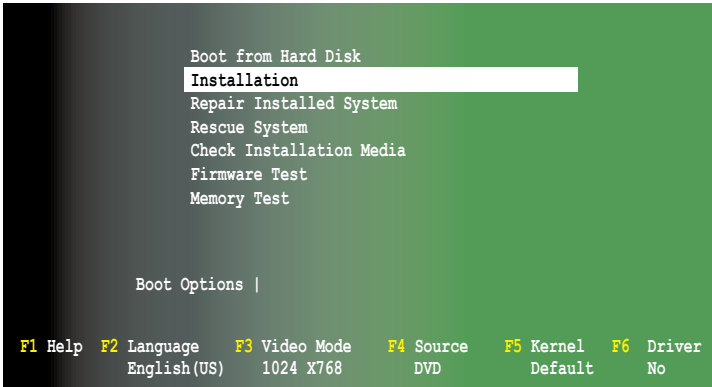 Boot from Hard Disk
Installation
Repair Installed System
Rescue System
Check Installation Media
Firmware Test
Memory Test
Boot Options |
F1 Help F2 Language F3 Video Mode F4 Source F5 Kernel F6 Driver
English(US) 1024 X768 DVD Default No